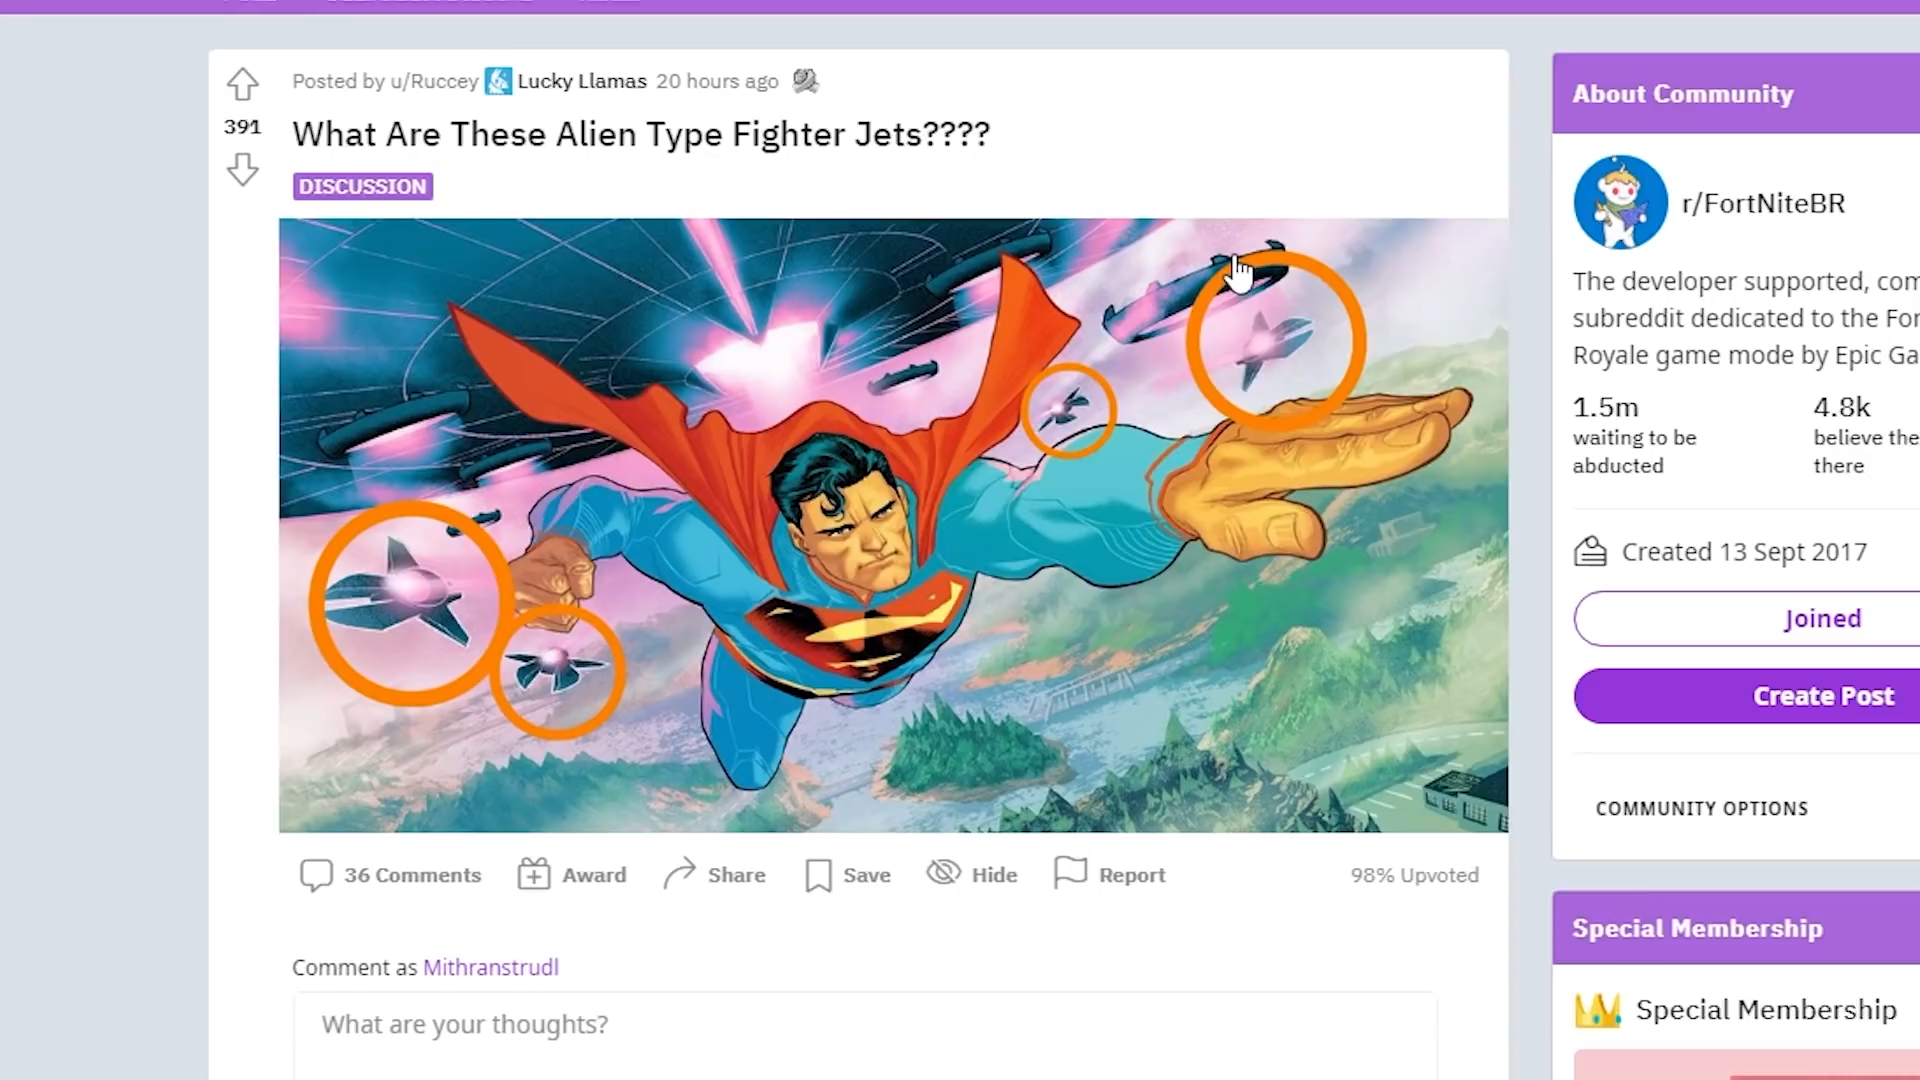 Posted by u/Ruccey Lucky Llamas 20 hours ago
391
What Are These Alien Type Fighter Jets????
DISCUSSION
36 Comments Award Share Save Hide Report 98% Upvoted
Comment as Mithranstrudl
What are your thoughts?
About Community
r/FortNiteBR
The developer supported, com
subreddit dedicated to the For
Royale game mode by Epic Ga
1.5m 4.8k
waiting to be believe the
abducted there
Created 13 Sept 2017
Joined
Create Post
COMMUNITY OPTIONS
Special Membership
Special Membership